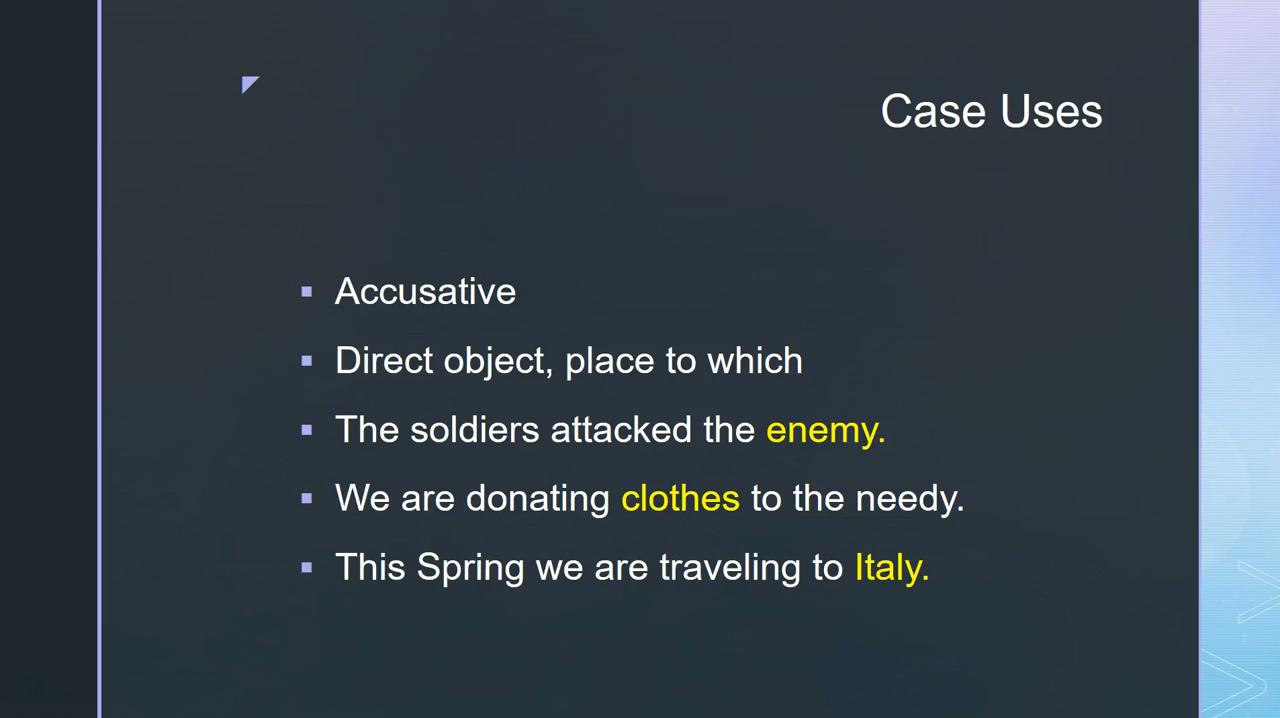 Case Uses
Accusative
Direct object, place to which
The soldiers attacked the enemy.
We are donating clothes to the needy.
This Spring we are traveling to Italy.